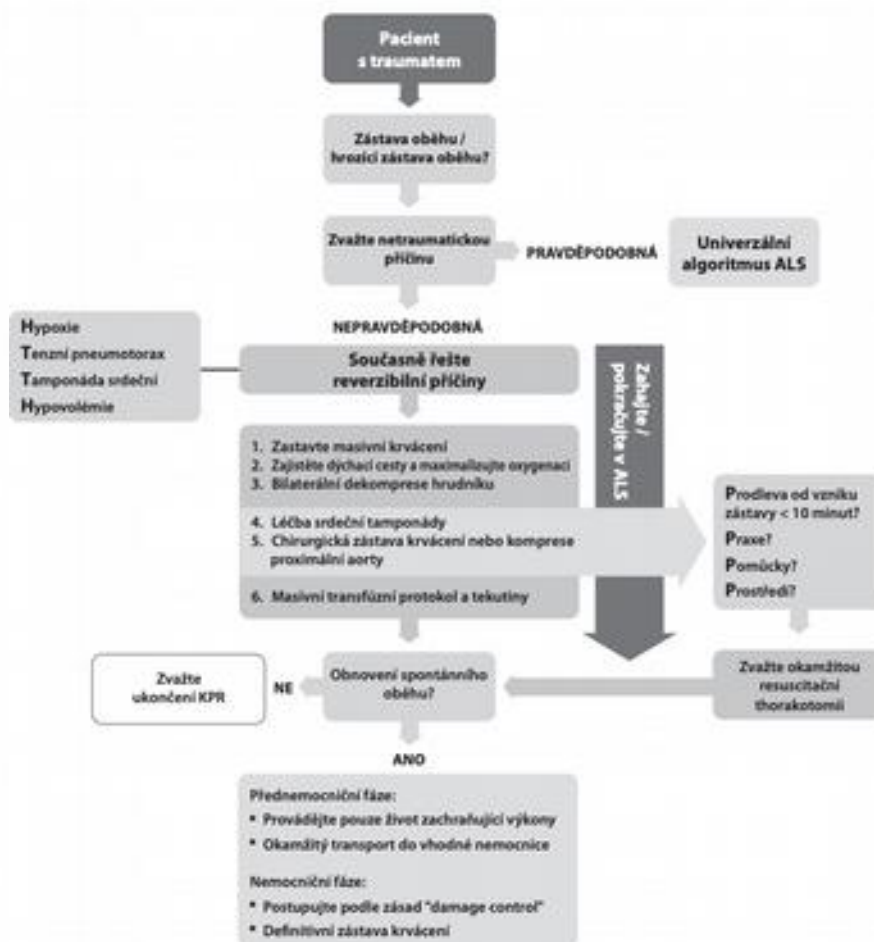 Pacient
s traumatem
Zástava oběhu /
hrozící zástava oběhu?
Zvažte netraumatickou
příčinu
PRAVDĚPODOBNÁ
Univerzální
algoritmus ALS
NEPRAVDĚPODOBNÁ
Hypoxie
Tenzní pneumotorax
Tamponáda srdeční
Hypovolémie
Současně řešte
reverzibilní příčiny
Zahajte /
pokračujte v ALS
1. Zastavte masivní krvácení
2. Zajistěte dýchací cesty a maximalizujte oxygenaci
3. Bilaterální dekomprese hrudníku
4. Léčba srdeční tamponády
5. Chirurgická zástava krvácení nebo komprese
proximální aorty
6. Masivní transfúzní protokol a tekutiny
Prodleva od vzniku
zástavy < 10 minut?
Praxe?
Pomůcky?
Prostředí?
Zvažte okamžitou
resuscitační
thorakotomii
Obnovení spontánního
oběhu?
NE
Zvažte
ukončení KPR
ANO
Přednemocniční fáze:
▪ Provádějte pouze život zachraňující výkony
▪ Okamžitý transport do vhodné nemocnice
Nemocniční fáze:
▪ Postupujte podle zásad "damage control"
▪ Definitivní zástava krvácení